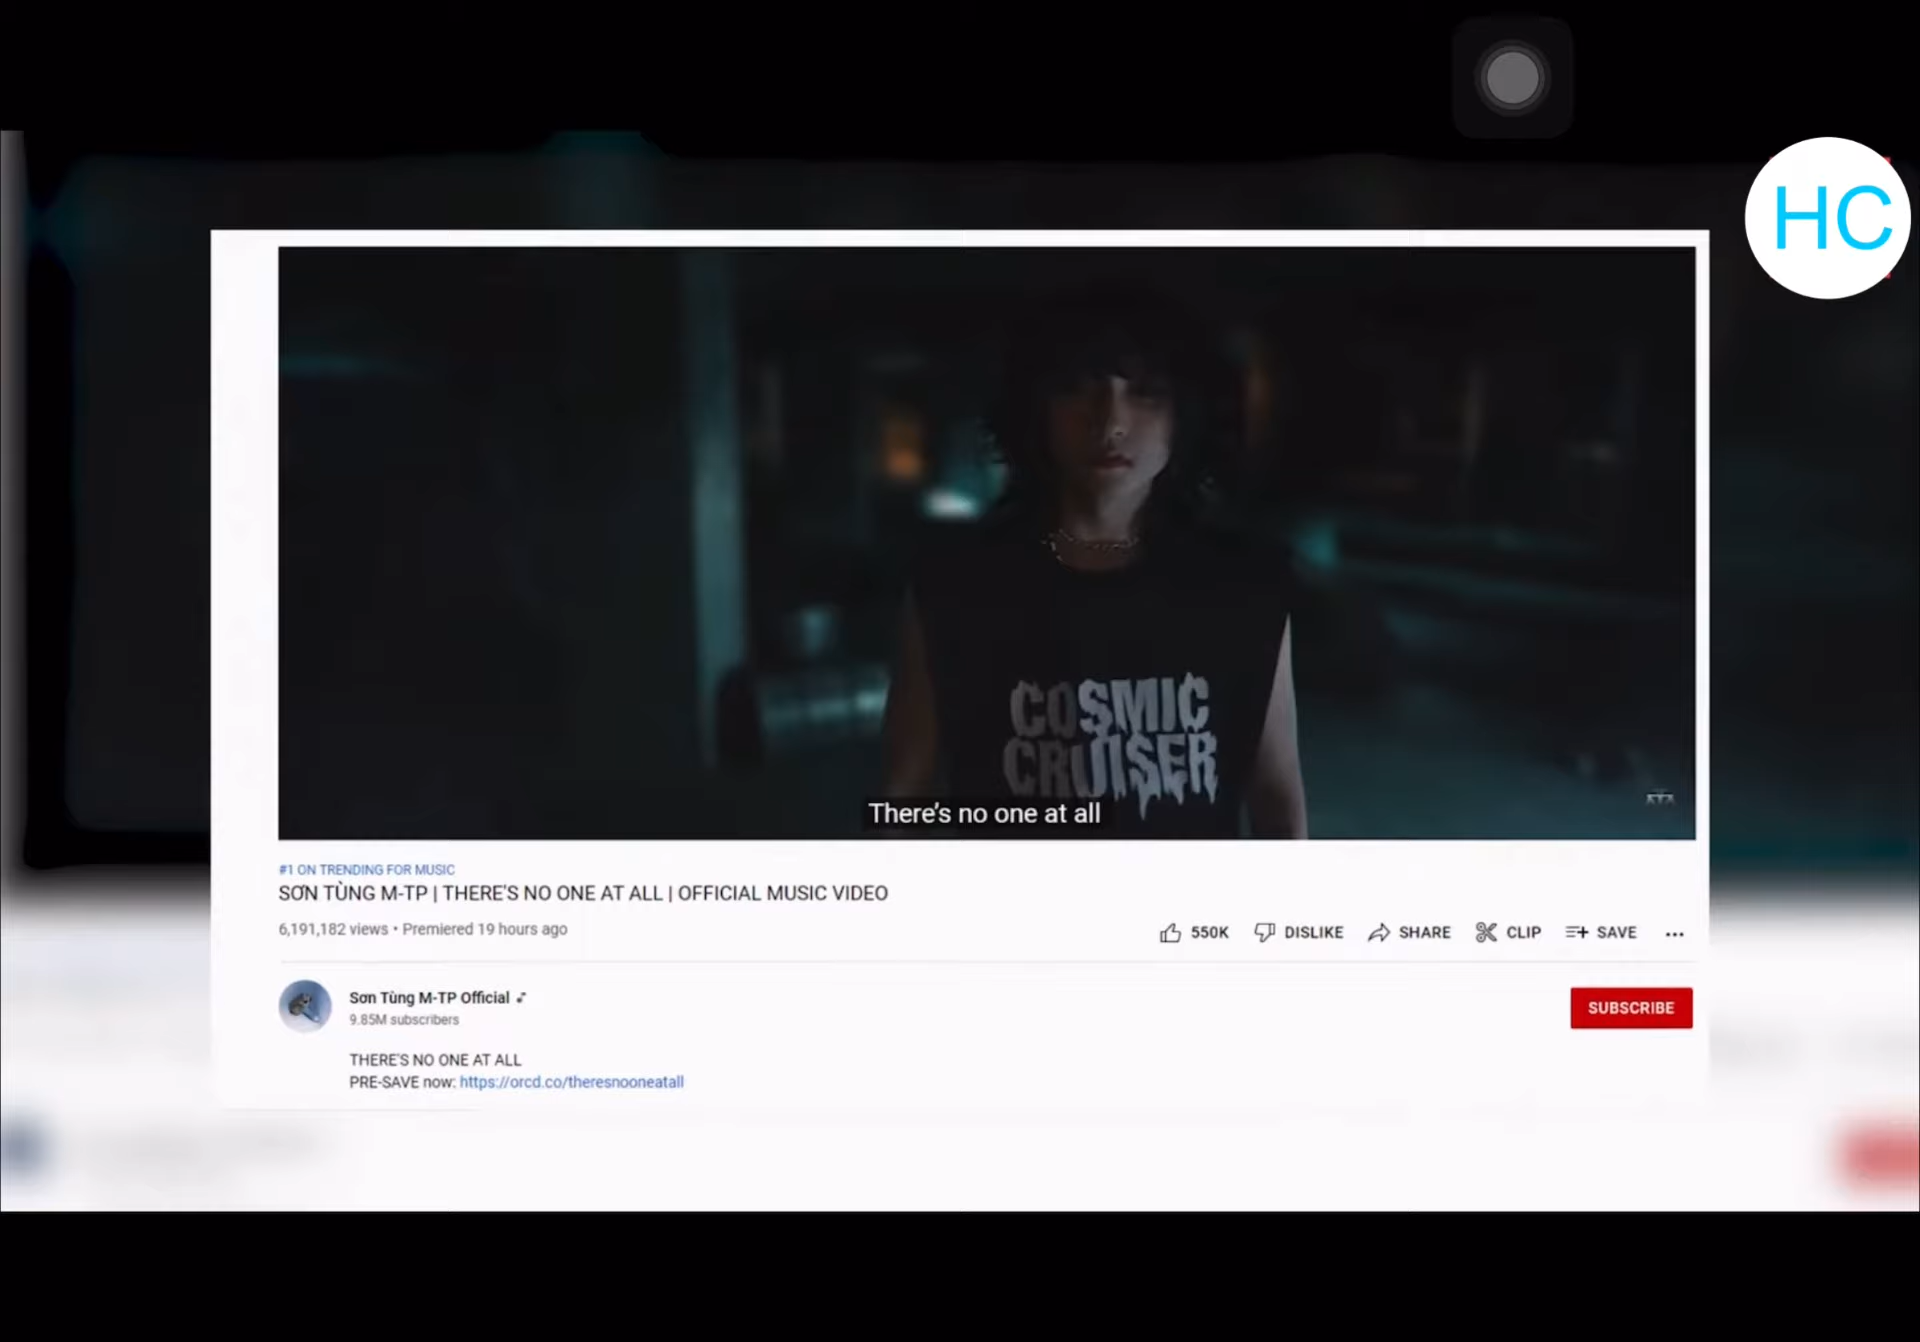 HC
COSMIC
CRUISER
There's no one at all
#1 ON TRENDING FOR MUSIC
SƠN TÙNG M-TP | THERE'S NO ONE AT ALL | OFFICIAL MUSIC VIDEO
6,191,182 views • Premiered 19 hours ago
550K DISLIKE SHARE CLIP SAVE ...
Sơn Tùng M-TP Official
9.85M subscribers
SUBSCRIBE
THERE'S NO ONE AT ALL
PRE-SAVE now: https://orcd.co/theresnooneatall